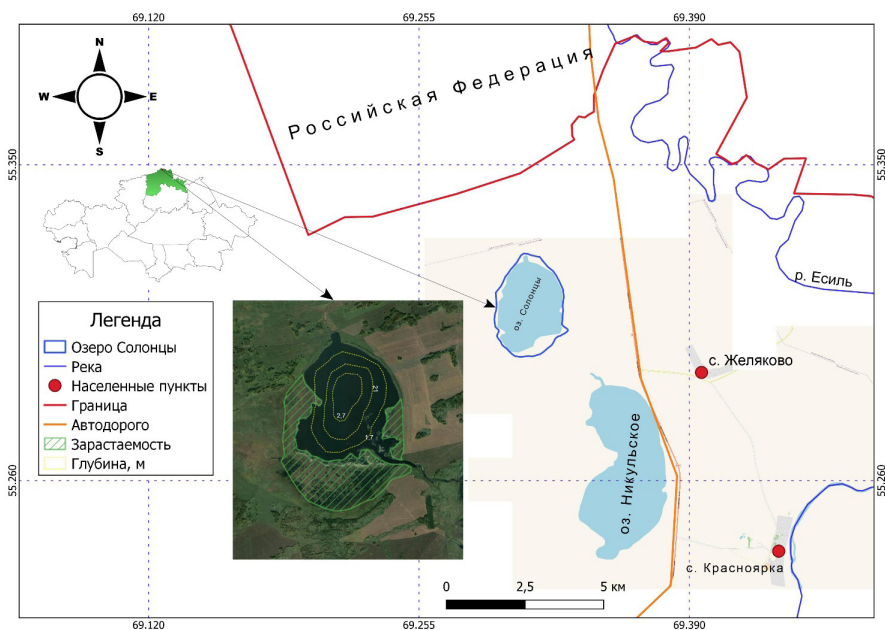 69.120 69.255 69.390
N
W E
S
Российская Федерация
55.350 55.350
р. Есиль
оз. Солонцы
Легенда
Озеро Солонцы
Река
Населенные пункты
Граница
Автодорого
Зарастаемость
Глубина, м
2,1
2,7
1,7
с. Желяково
оз. Никульское
55.260 55.260
с. Красноярка
0 2,5 5 км
69.120 69.255 69.390